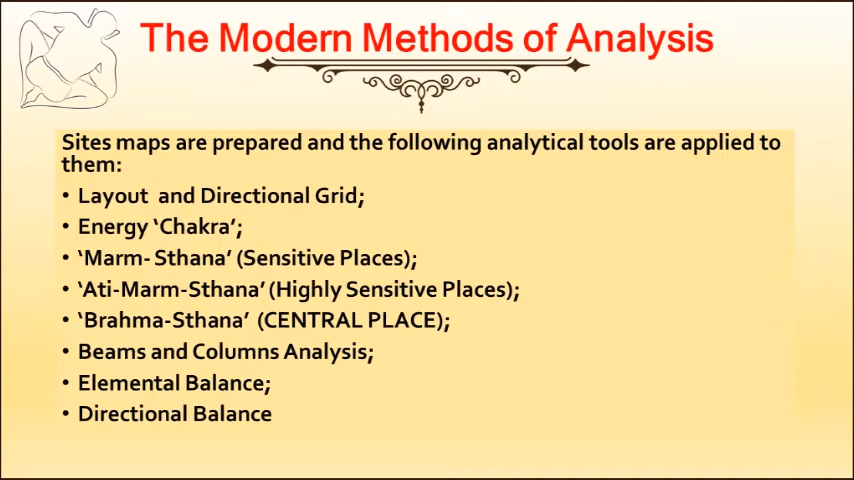 The Modern Methods of Analysis
Sites maps are prepared and the following analytical tools are applied to
them:
• Layout and Directional Grid;
• Energy ‘Chakra’;
• ‘Marm- Sthana’ (Sensitive Places);
• ‘Ati-Marm-Sthana’ (Highly Sensitive Places);
• ‘Brahma-Sthana’ (CENTRAL PLACE);
• Beams and Columns Analysis;
• Elemental Balance;
• Directional Balance